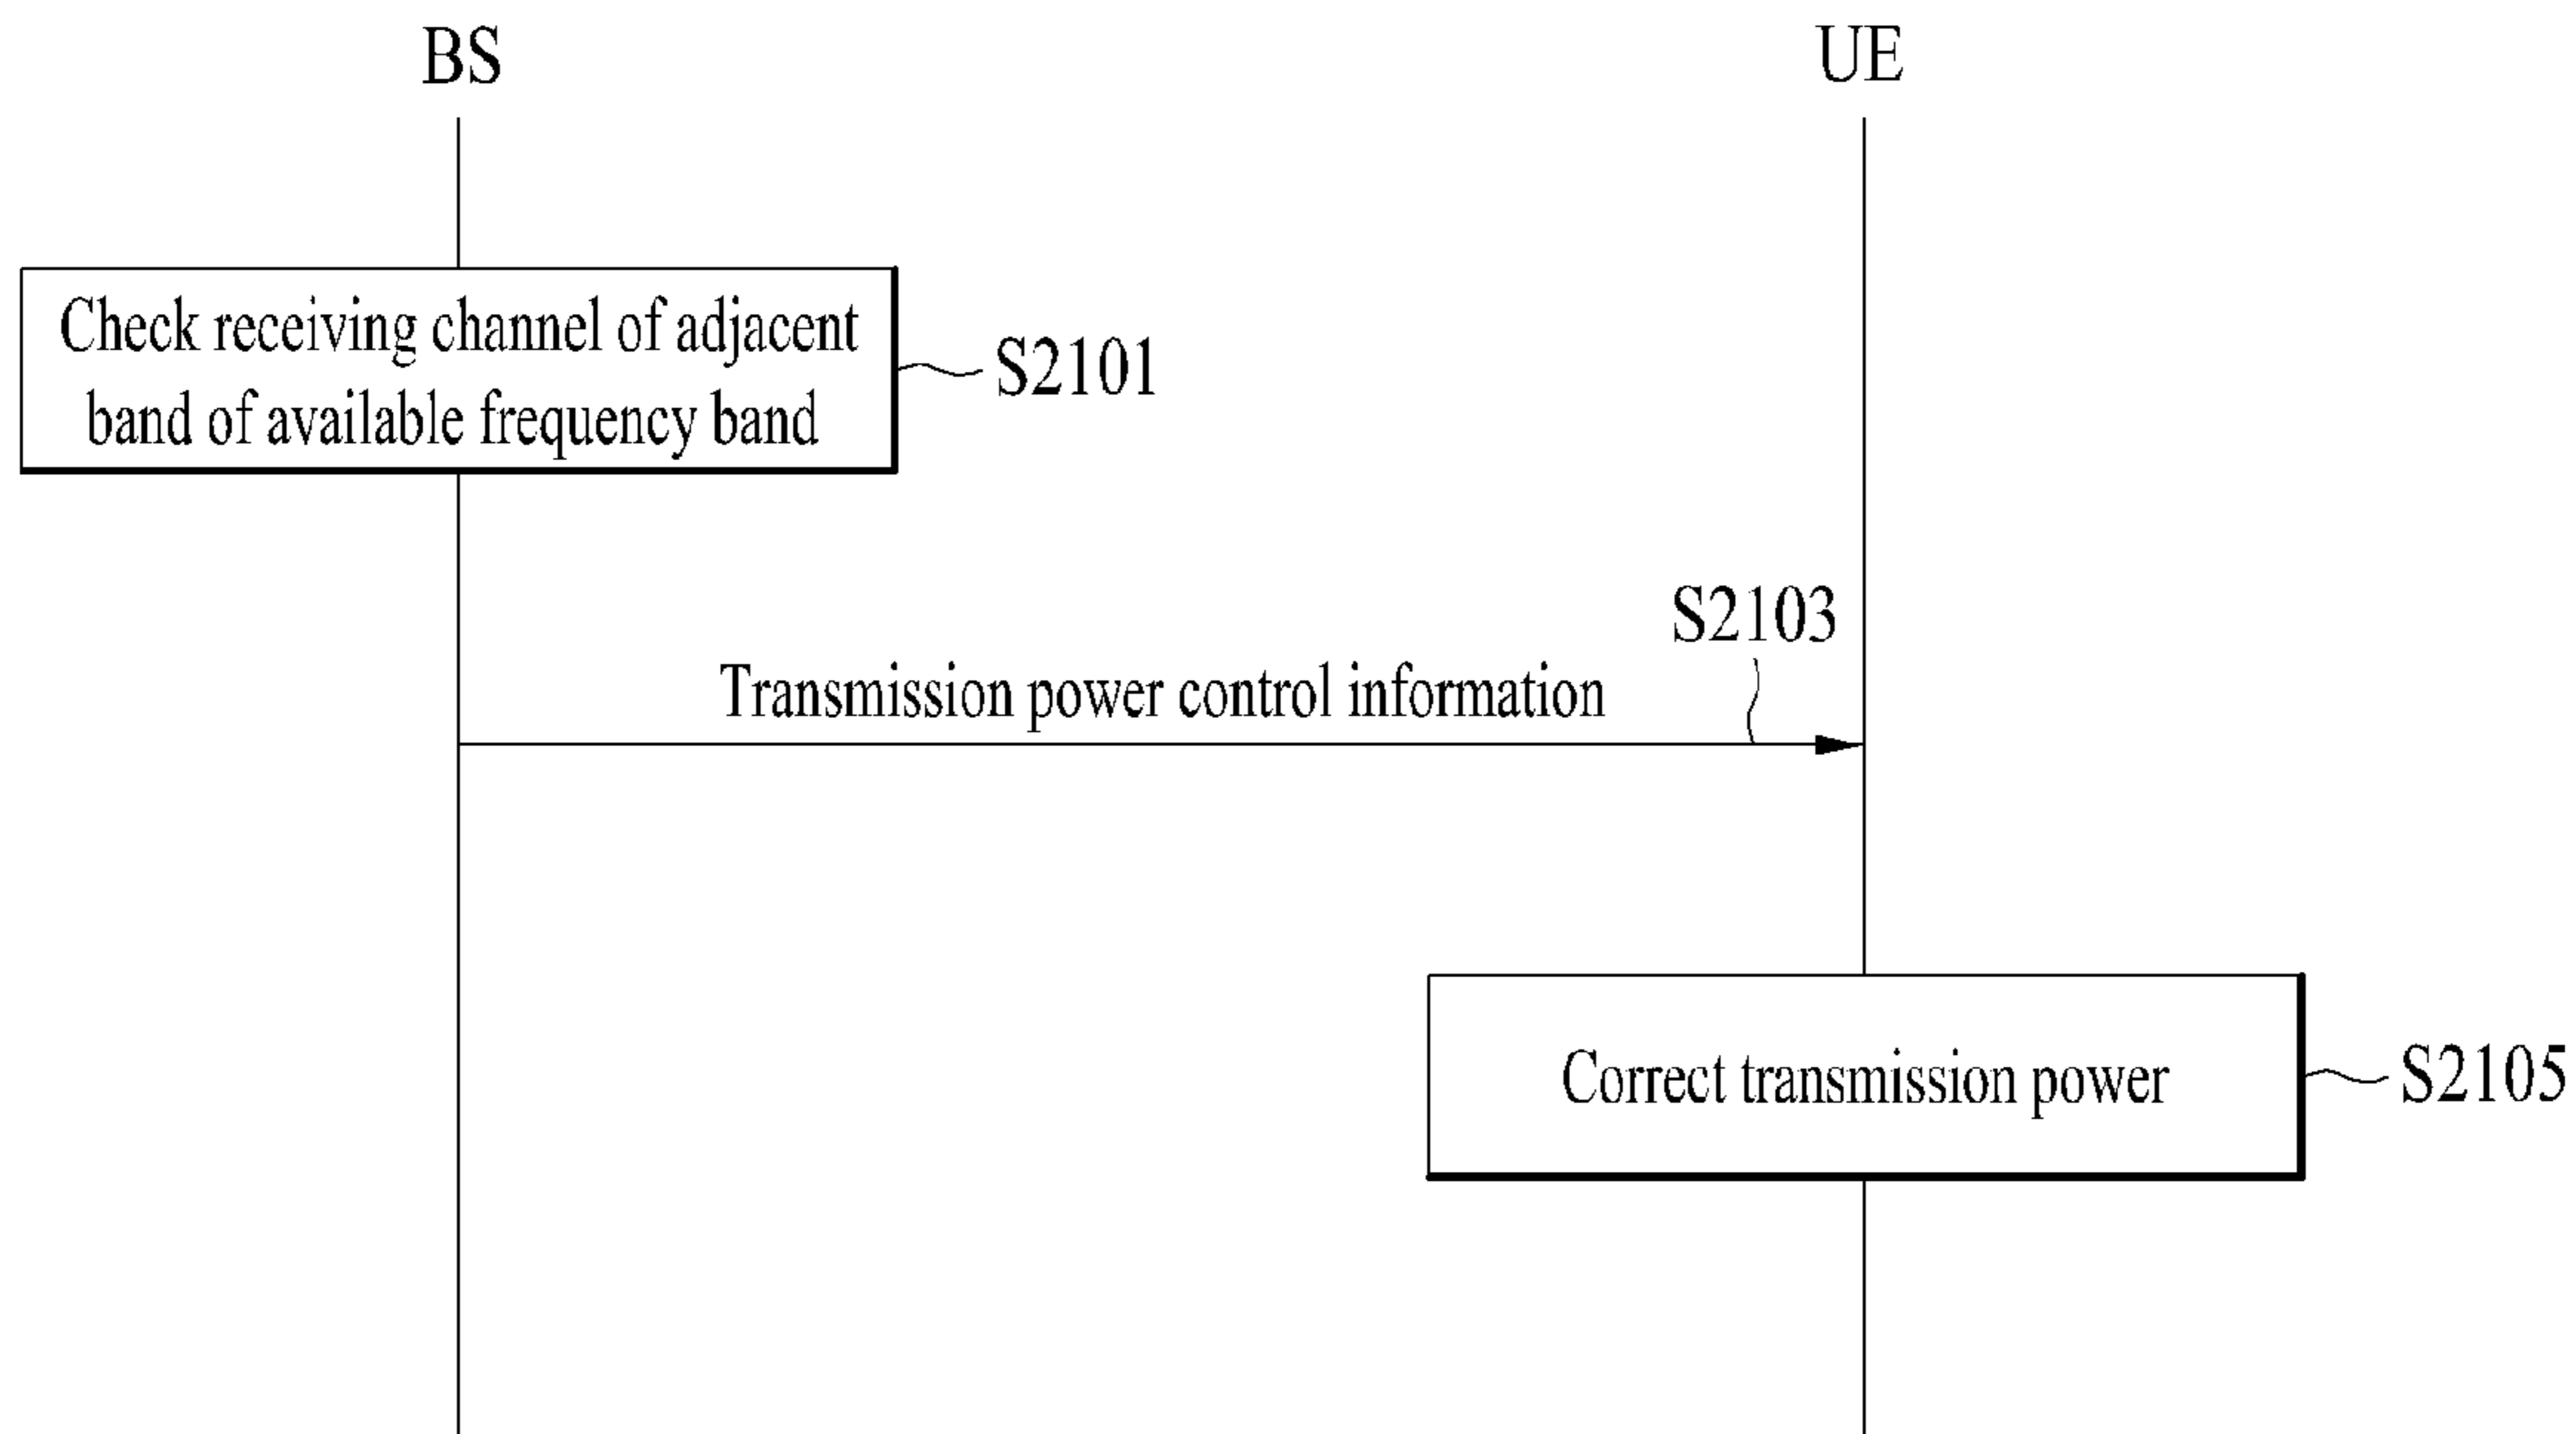 BS
UE
Check receiving channel of adjacent
band of available frequency band
S2101
S2103
Transmission power control information
Correct transmission power
S2105